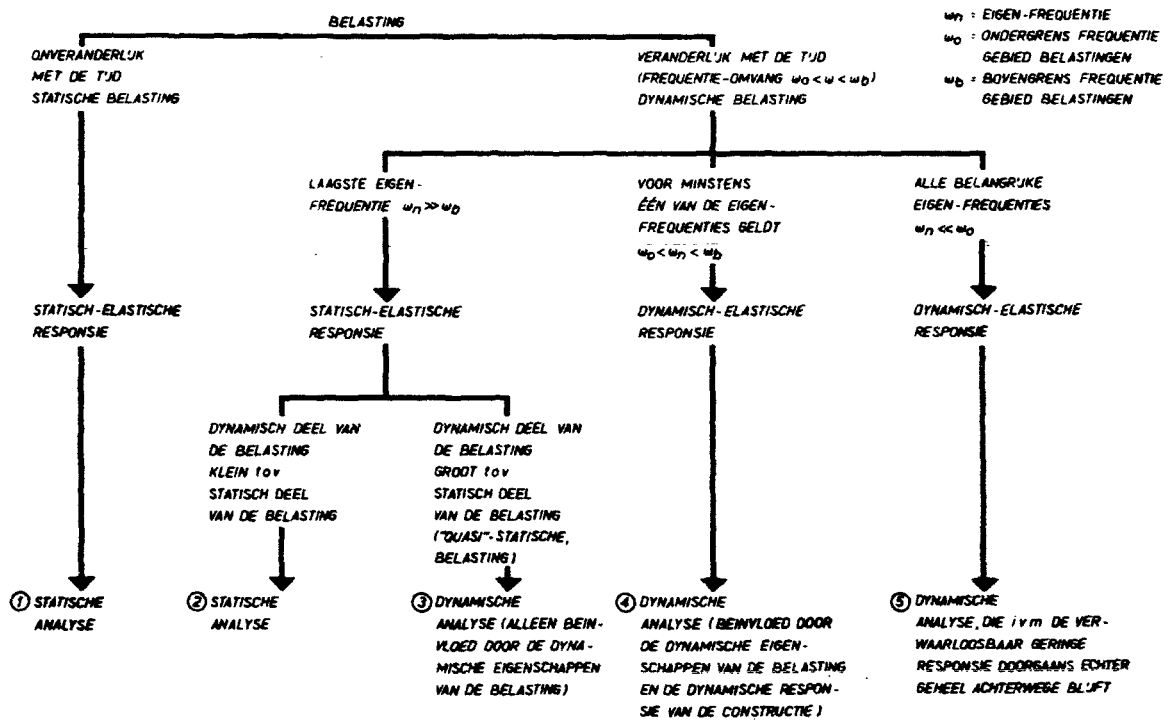 BELASTING
ωn : EIGEN-FREQUENTIE
ωo : ONDERGRENS FREQUENTIE
GEBIED BELASTINGEN
ωb : BOVENGRENS FREQUENTIE
GEBIED BELASTINGEN
ONVERANDERLIJK
MET DE TIJD
STATISCHE BELASTING
VERANDERLIJK MET DE TIJD
(FREQUENTIE-OMVANG ωo < ω < ωb)
DYNAMISCHE BELASTING
LAAGSTE EIGEN-
FREQUENTIE ωn ≫ ωb
VOOR MINSTENS
ÉÉN VAN DE EIGEN-
FREQUENTIES GELDT
ωo < ωn < ωb
ALLE BELANGRIJKE
EIGEN-FREQUENTIES
ωn ≪ ωo
STATISCH-ELASTISCHE
RESPONSIE
STATISCH-ELASTISCHE
RESPONSIE
DYNAMISCH-ELASTISCHE
RESPONSIE
DYNAMISCH-ELASTISCHE
RESPONSIE
DYNAMISCH DEEL VAN
DE BELASTING
KLEIN tov
STATISCH DEEL
VAN DE BELASTING
DYNAMISCH DEEL VAN
DE BELASTING
GROOT tov
STATISCH DEEL
VAN DE BELASTING
("QUASI"-STATISCHE,
BELASTING)
① STATISCHE
ANALYSE
② STATISCHE
ANALYSE
③ DYNAMISCHE
ANALYSE (ALLEEN BEIN-
VLOED DOOR DE DYNA-
MISCHE EIGENSCHAPPEN
VAN DE BELASTING)
④ DYNAMISCHE
ANALYSE (BEINVLOED DOOR
DE DYNAMISCHE EIGEN-
SCHAPPEN VAN DE BELASTING
EN DE DYNAMISCHE RESPON-
SIE VAN DE CONSTRUCTIE)
⑤ DYNAMISCHE
ANALYSE, DIE ivm DE VER-
WAARLOOSBAAR GERINGE
RESPONSIE DOORGAANS ECHTER
GEHEEL ACHTERWEGE BLIJFT